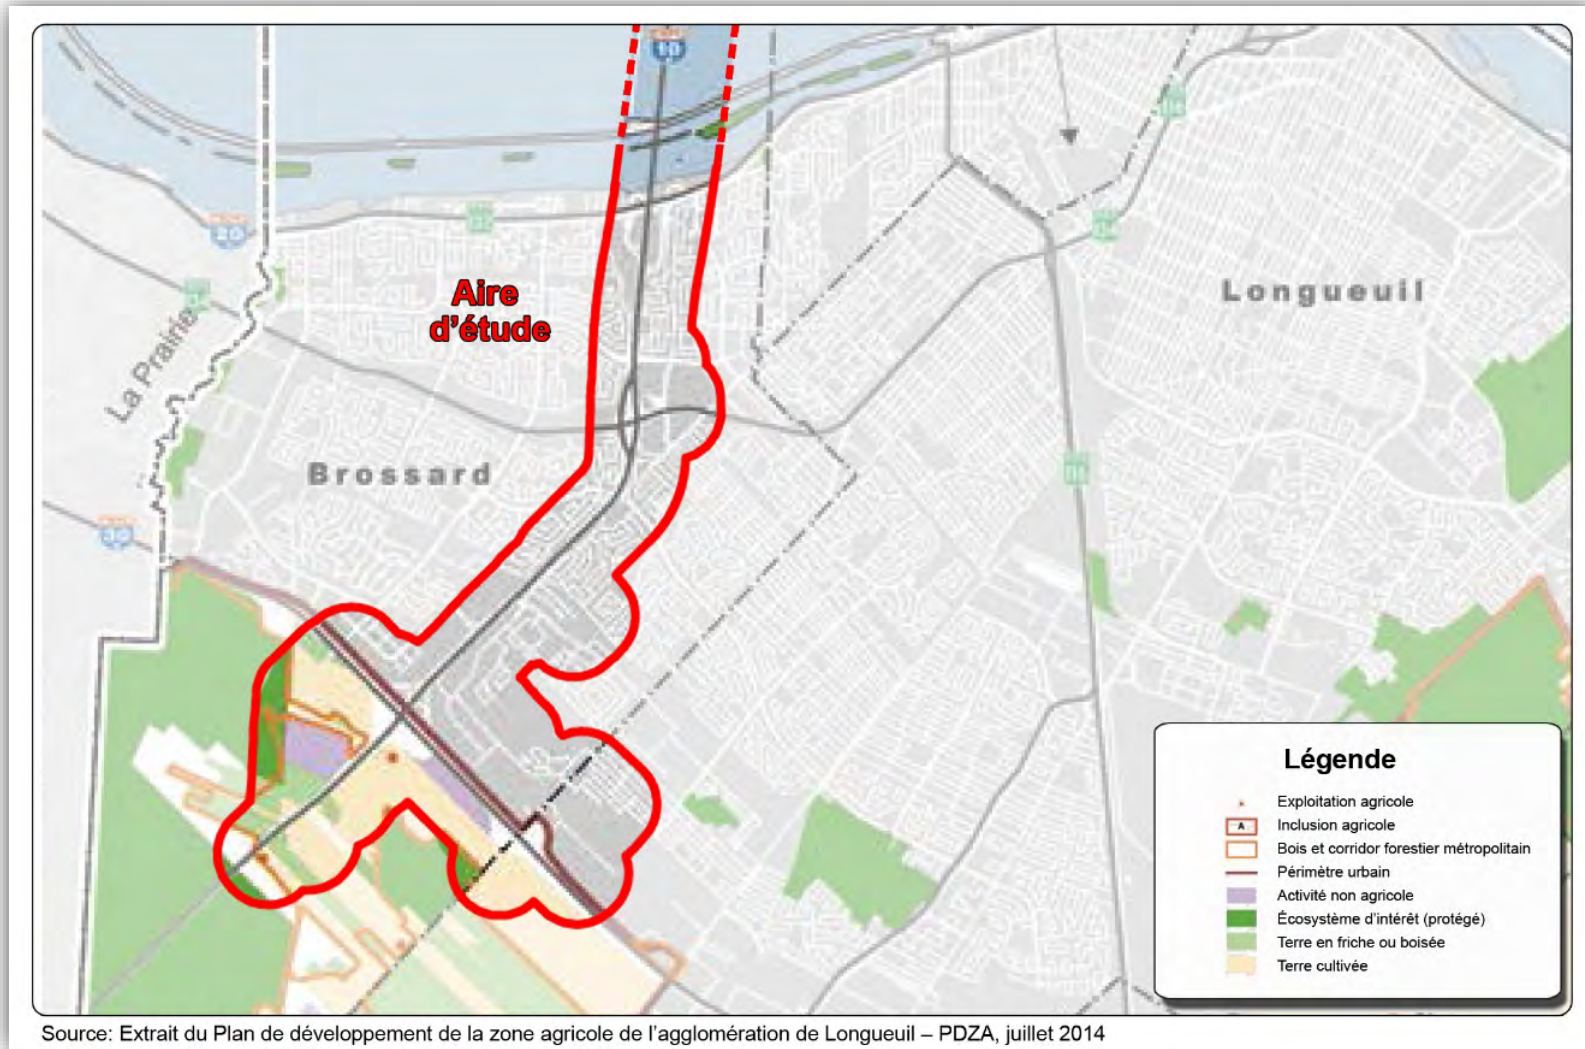 10
20
Aire
d'étude
Longueuil
La Prairie
Brossard
30
Légende
Exploitation agricole
A
Inclusion agricole
Bois et corridor forestier métropolitain
Périmètre urbain
Activité non agricole
Écosystème d'intérêt (protégé)
Terre en friche ou boisée
Terre cultivée
Source: Extrait du Plan de développement de la zone agricole de l'agglomération de Longueuil – PDZA, juillet 2014